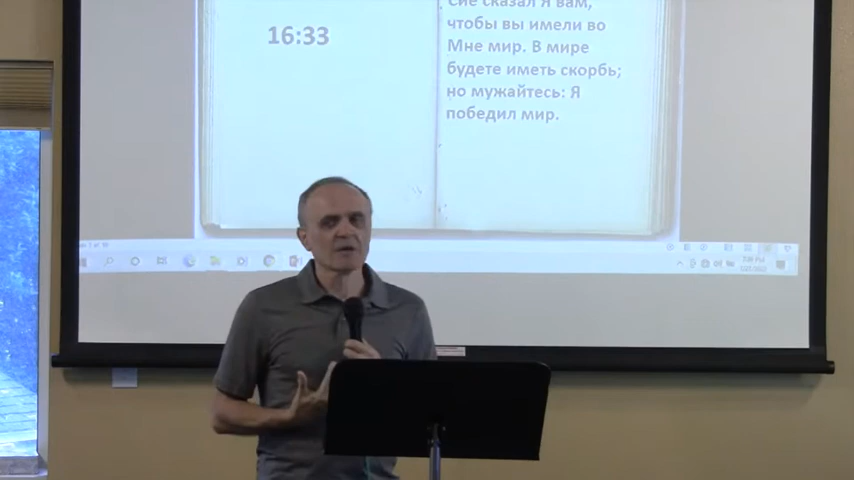 16:33
Сие сказал Я вам,
чтобы вы имели во
Мне мир. В мире
будете иметь скорбь;
но мужайтесь: Я
победил мир.